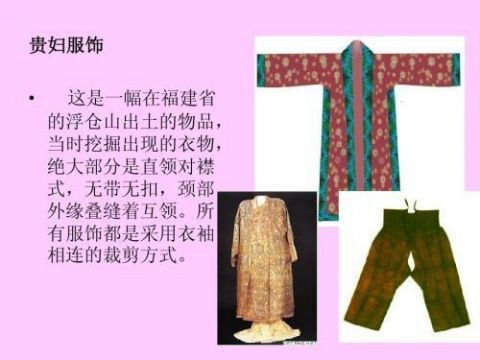 贵妇服饰
• 这是一幅在福建省
的浮仓山出土的物品，
当时挖掘出现的衣物，
绝大部分是直领对襟
式，无带无扣，颈部
外缘叠缝着互领。所
有服饰都是采用衣袖
相连的裁剪方式。